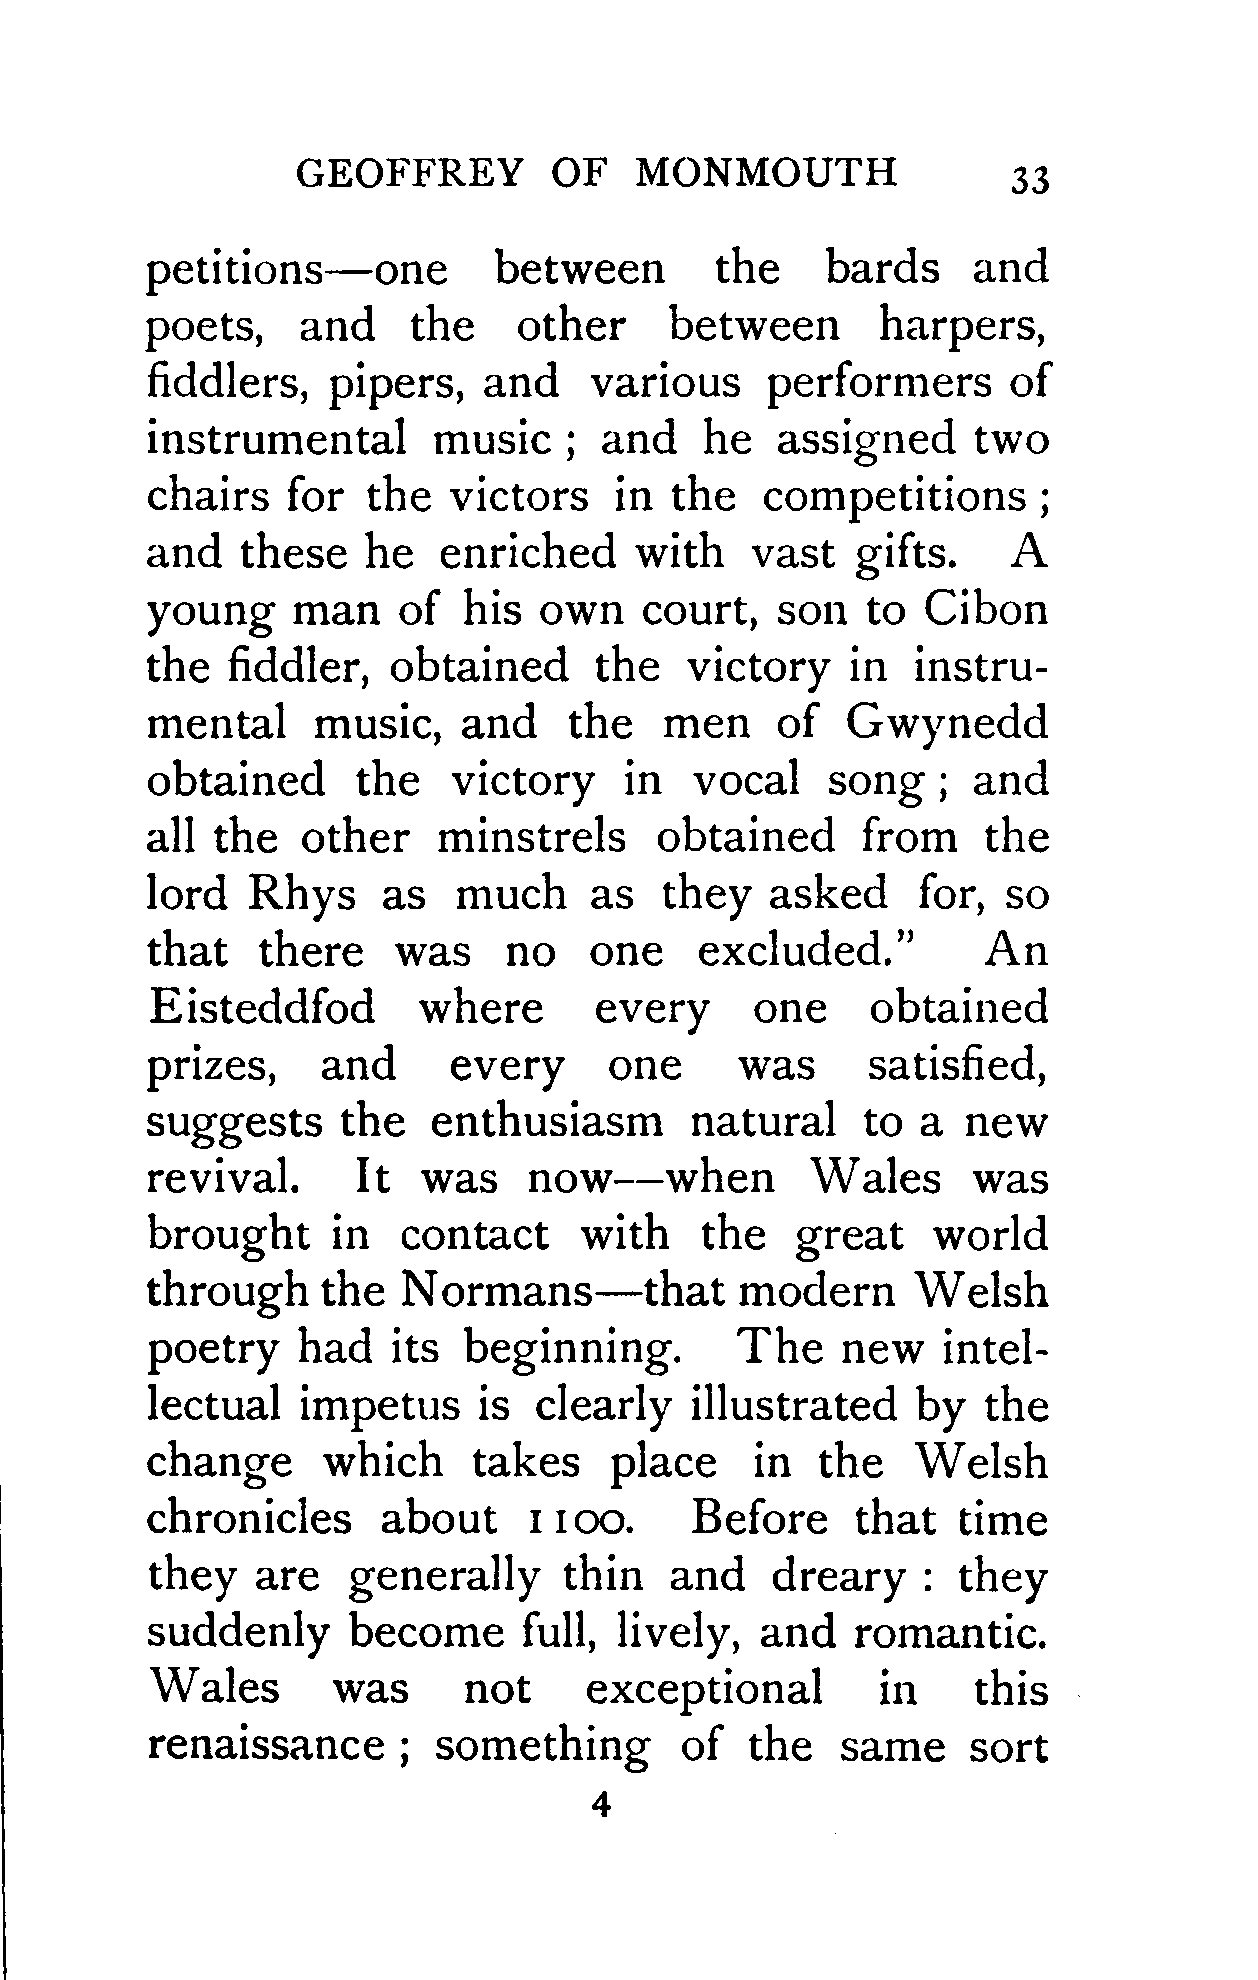 GEOFFREY OF MONMOUTH 33
petitions—one between the bards and
poets, and the other between harpers,
fiddlers, pipers, and various performers of
instrumental music ; and he assigned two
chairs for the victors in the competitions ;
and these he enriched with vast gifts. A
young man of his own court, son to Cibon
the fiddler, obtained the victory in instru-
mental music, and the men of Gwynedd
obtained the victory in vocal song ; and
all the other minstrels obtained from the
lord Rhys as much as they asked for, so
that there was no one excluded.” An
Eisteddfod where every one obtained
prizes, and every one was satisfied,
suggests the enthusiasm natural to a new
revival. It was now—when Wales was
brought in contact with the great world
through the Normans—that modern Welsh
poetry had its beginning. The new intel-
lectual impetus is clearly illustrated by the
change which takes place in the Welsh
chronicles about 1100. Before that time
they are generally thin and dreary : they
suddenly become full, lively, and romantic.
Wales was not exceptional in this
renaissance ; something of the same sort
4